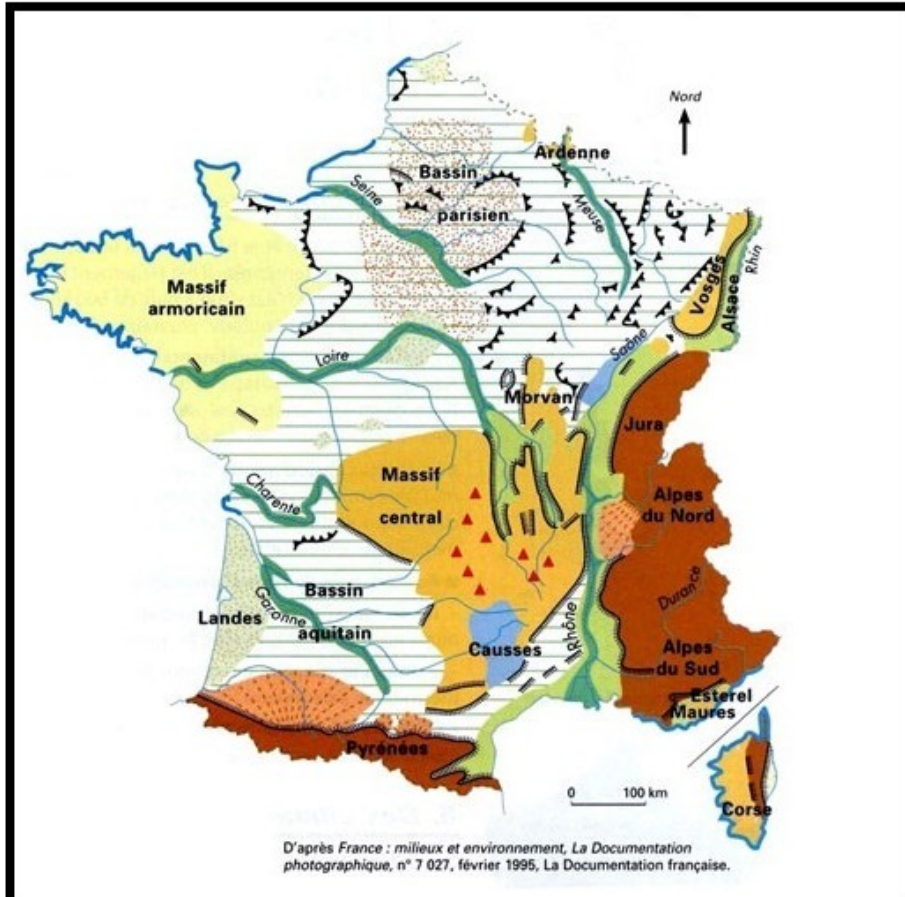 Nord
Ardenne
Bassin
parisien
Seine
Meuse
Vosges
Alsace
Rhin
Massif
armoricain
Loire
Saône
Morvan
Jura
Charente
Massif
central
Alpes
du Nord
Landes
Garonne
Bassin
aquitain
Causses
Rhône
Durance
Alpes
du Sud
Esterel
Maures
Pyrénées
0 100 km
Corse
D'après France : milieux et environnement, La Documentation
photographique, n° 7 027, février 1995, La Documentation française.